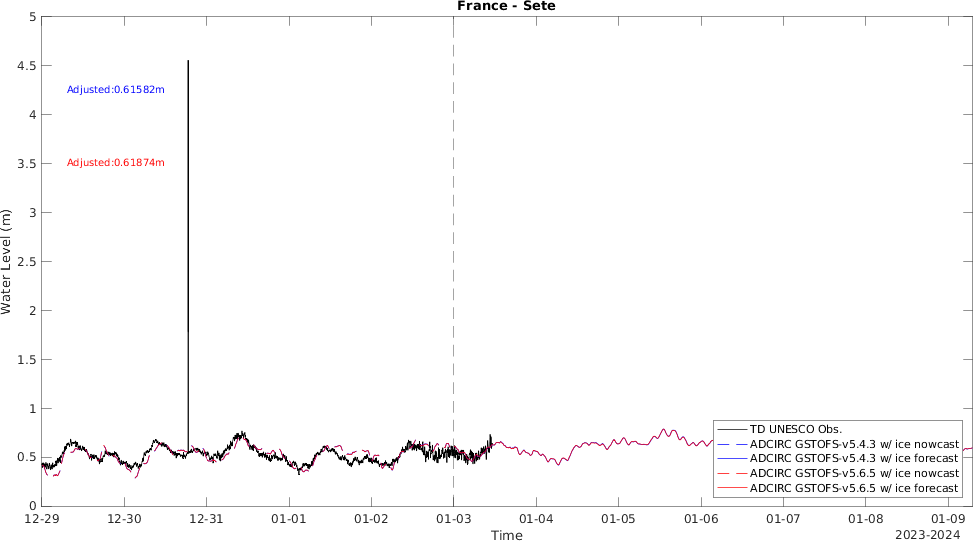 France - Sete
5
4.5
4
3.5
3
2.5
2
1.5
1
0.5
0
Water Level (m)
Adjusted:0.61582m
Adjusted:0.61874m
TD UNESCO Obs.
ADCIRC GSTOFS-v5.4.3 w/ ice nowcast
ADCIRC GSTOFS-v5.4.3 w/ ice forecast
ADCIRC GSTOFS-v5.6.5 w/ ice nowcast
ADCIRC GSTOFS-v5.6.5 w/ ice forecast
12-29 12-30 12-31 01-01 01-02 01-03 01-04 01-05 01-06 01-07 01-08 01-09
Time
2023-2024